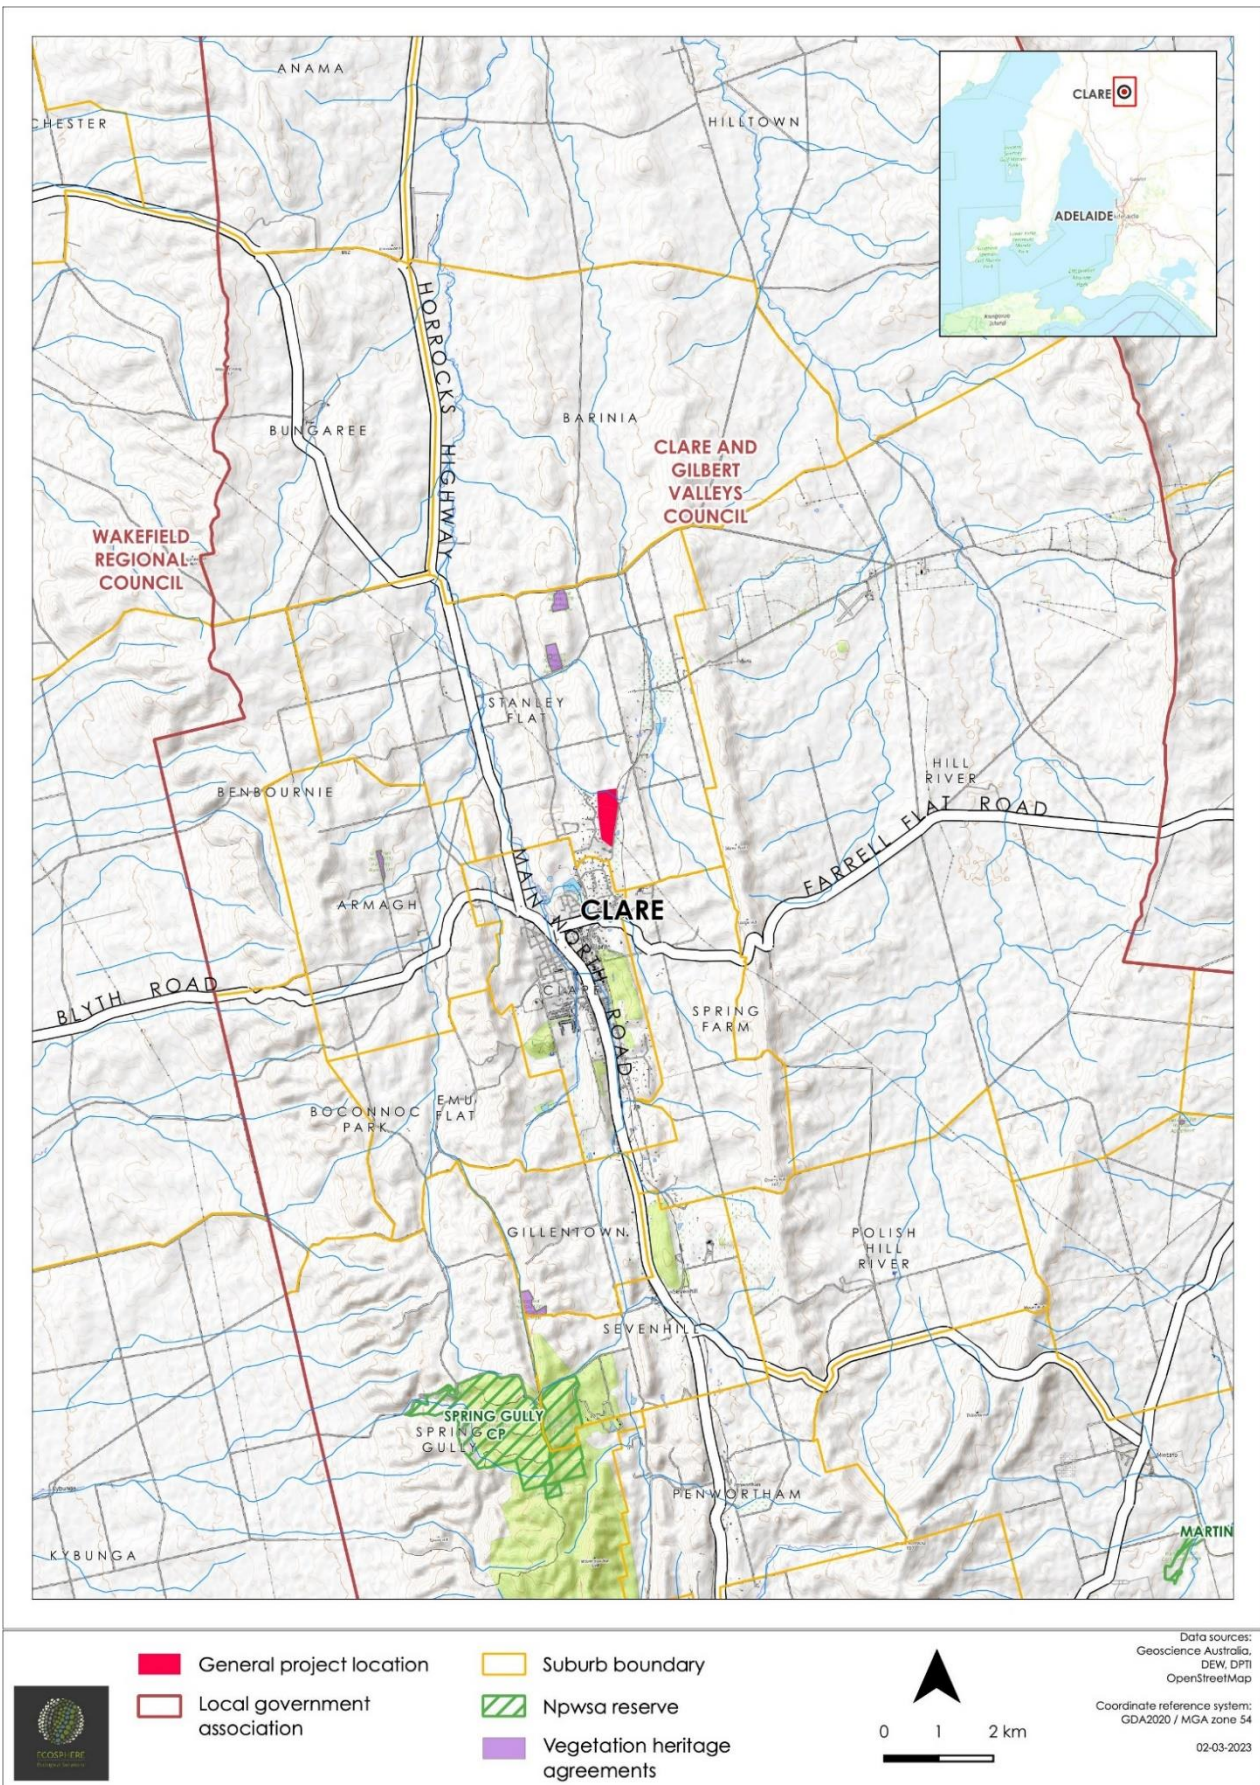 ANAMA
CHESTER
HILLTOWN
CLARE
ADELAIDE
HORROCKS HIGHWAY
BUNGAREE
BARINIA
CLARE AND
GILBERT
VALLEYS
COUNCIL
WAKEFIELD
REGIONAL
COUNCIL
STANLEY
FLAT
BENBOURNIE
HILL
RIVER
FARRELL FLAT ROAD
ARMAGH
MAIN NORTH ROAD
CLARE
BLYTH ROAD
CLARE
SPRING
FARM
BOCONNOC
PARK
EMU
FLAT
GILLENTOWN
POLISH
HILL
RIVER
SEVENHILL
SPRING GULLY
CP
SPRING
GULLY
PENWORTHAM
KYBUNGA
MARTIN
General project location
Local government
association
Suburb boundary
Npwsa reserve
Vegetation heritage
agreements
0 1 2 km
Data sources:
Geoscience Australia,
DEW, DPTI
OpenStreetMap
Coordinate reference system:
GDA2020 / MGA zone 54
02-03-2023
ECOSPHERE